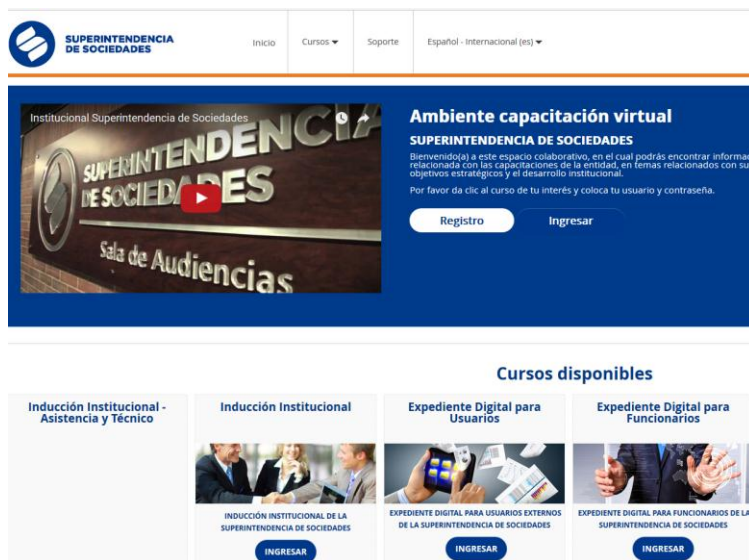 SUPERINTENDENCIA
DE SOCIEDADES
Inicio
Cursos
Soporte
Español - Internacional (es)
Institucional Superintendencia de Sociedades
SUPERINTENDENCIA
DE SOCIEDADES
Sala de Audiencias
Ambiente capacitación virtual
SUPERINTENDENCIA DE SOCIEDADES
Bienvenido(a) a este espacio colaborativo, en el cual podrás encontrar informac
relacionada con las capacitaciones de la entidad, en temas relacionados con su
objetivos estratégicos y el desarrollo institucional.
Por favor da clic al curso de tu interés y coloca tu usuario y contraseña.
Registro
Ingresar
Cursos disponibles
Inducción Institucional -
Asistencia y Técnico
Inducción Institucional
INDUCCIÓN INSTITUCIONAL DE LA
SUPERINTENDENCIA DE SOCIEDADES
INGRESAR
Expediente Digital para
Usuarios
EXPEDIENTE DIGITAL PARA USUARIOS EXTERNOS
DE LA SUPERINTENDENCIA DE SOCIEDADES
INGRESAR
Expediente Digital para
Funcionarios
EXPEDIENTE DIGITAL PARA FUNCIONARIOS DE LA
SUPERINTENDENCIA DE SOCIEDADES
INGRESAR